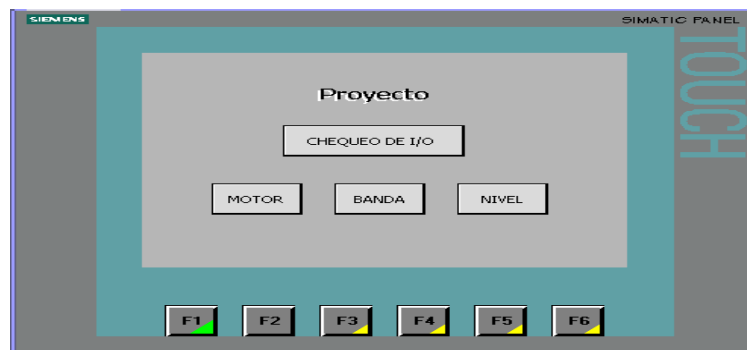 SIEMENS
SIMATIC PANEL
TOUCH
Proyecto
CHEQUEO DE I/O
MOTOR BANDA NIVEL
F1 F2 F3 F4 F5 F6